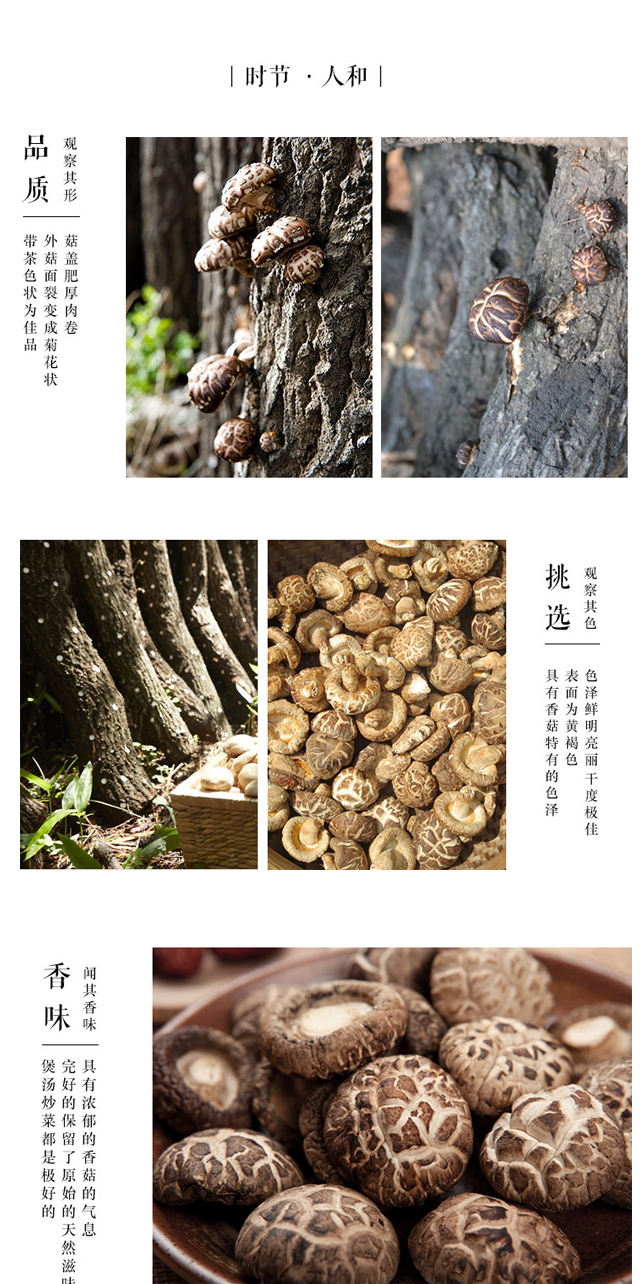 | 时节 · 人和 |
品质
观察其形
菇盖肥厚肉卷
外菇面裂变成菊花状
带茶色状为佳品
挑选
观察其色
色泽鲜明亮丽干度极佳
表面为黄褐色
具有香菇特有的色泽
香味
闻其香味
具有浓郁的香菇的气息
完好的保留了原始的天然滋味
煲汤炒菜都是极好的